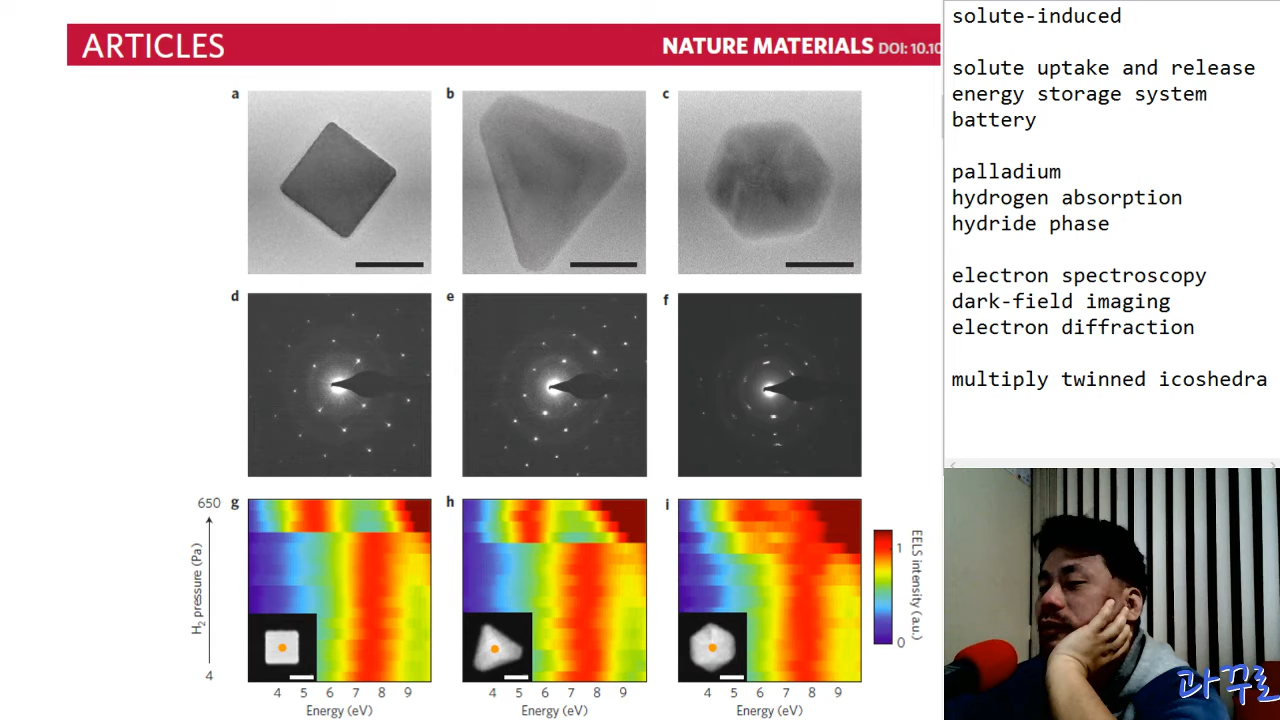 ARTICLES
NATURE MATERIALS DOI: 10.10
a
b
c
d
e
f
650
g
h
i
H2 pressure (Pa)
4
1
0
EELS intensity (a.u.)
4 5 6 7 8 9
4 5 6 7 8 9
4 5 6 7 8 9
Energy (eV)
Energy (eV)
Energy (eV)
solute-induced
solute uptake and release
energy storage system
battery
palladium
hydrogen absorption
hydride phase
electron spectroscopy
dark-field imaging
electron diffraction
multiply twinned icoshedra
과꾸로